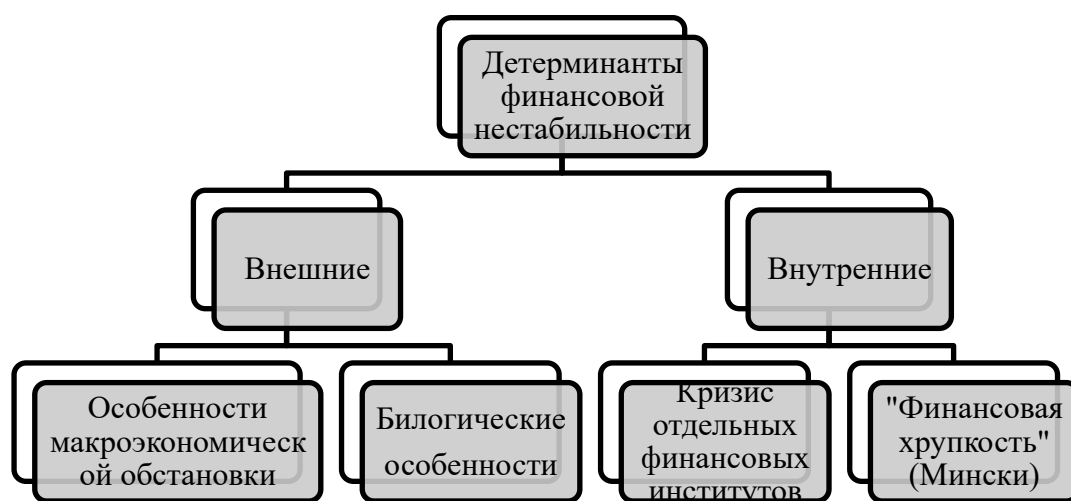 Детерминанты
финансовой
нестабильности
Внешние
Внутренние
Особенности
макроэкономическ
ой обстановки
Билогические
особенности
Кризис
отдельных
финансовых
институтов
"Финансовая
хрупкость"
(Мински)